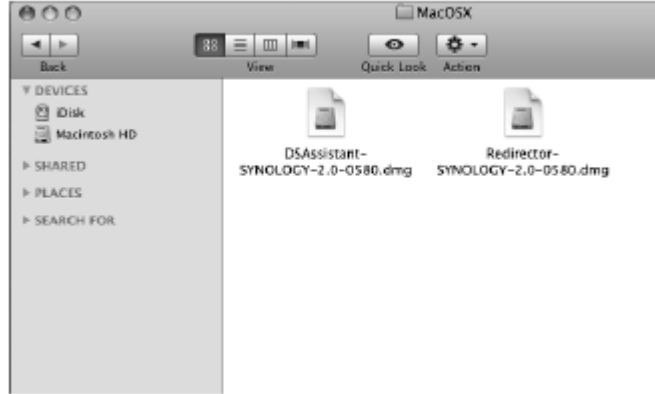 MacOSX
Back
View
Quick Look
Action
DEVICES
iDisk
Macintosh HD
SHARED
PLACES
SEARCH FOR
DSAssistant-
SYNOLOGY-2.0-0580.dmg
Redirector-
SYNOLOGY-2.0-0580.dmg